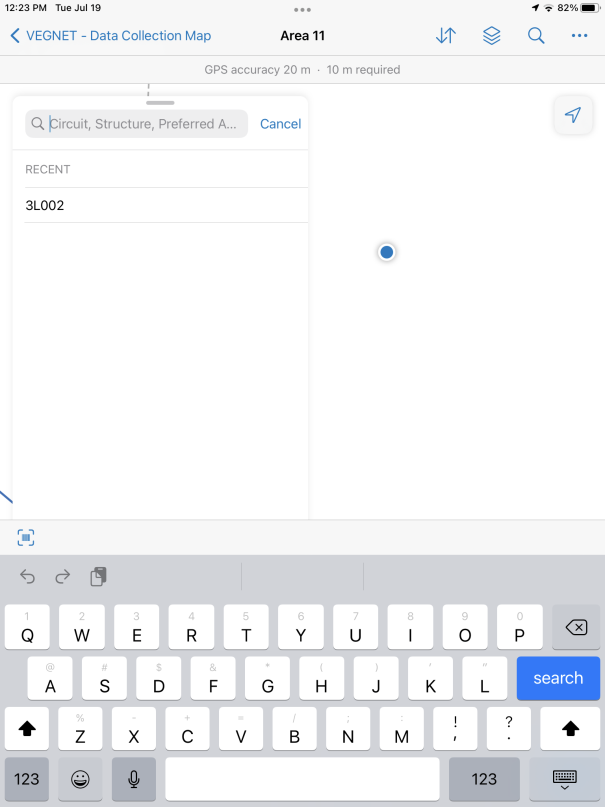 12:23 PM Tue Jul 19 82%
VEGNET - Data Collection Map Area 11
GPS accuracy 20 m · 10 m required
Circuit, Structure, Preferred A... Cancel
RECENT
3L002
1 2 3 4 5 6 7 8 9 0
Q W E R T Y U I O P
@ # $ & * ( ) ' "
A S D F G H J K L search
% - + = / ; : ! ?
Z X C V B N M , .
123 123